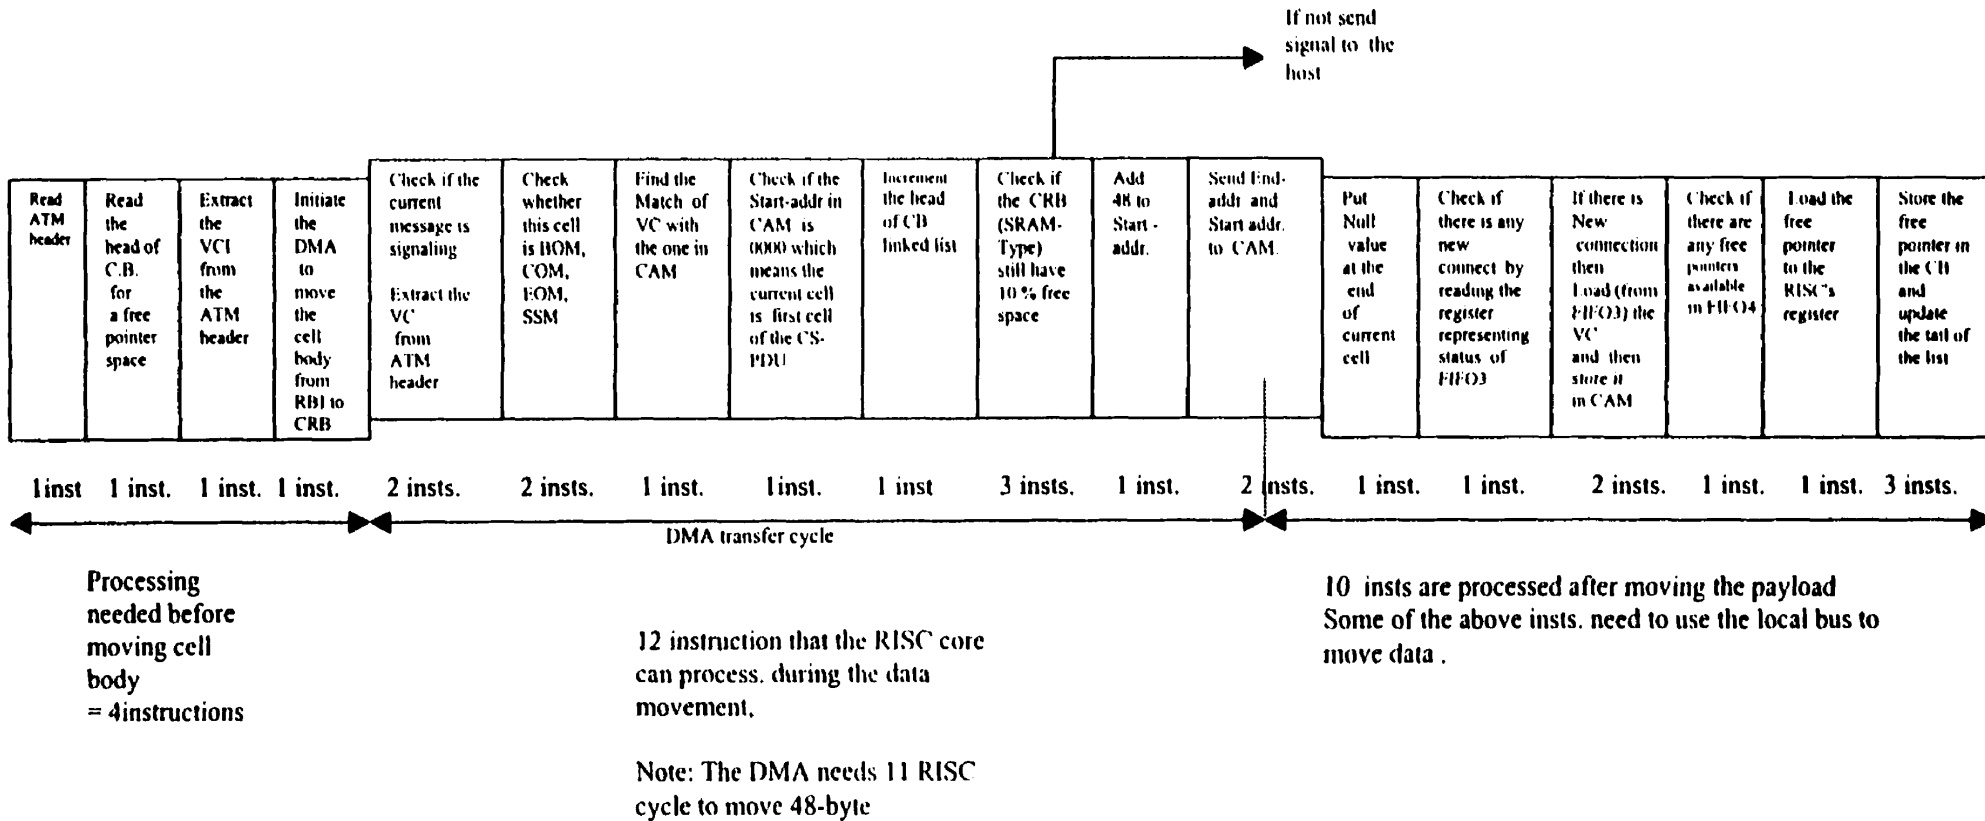 If not send
signal to the
host
Read
ATM
header
Read
the
head of
C.B.
for
a free
pointer
space
Extract
the
VCI
from
the
ATM
header
Initiate
the
DMA
to
move
the
cell
body
from
RBI to
CRB
Check if the
current
message is
signaling
Extract the
VC
from
ATM
header
Check
whether
this cell
is BOM,
COM,
EOM,
SSM
Find the
Match of
VC with
the one in
CAM
Check if the
Start-addr in
CAM is
0000 which
means the
current cell
is first cell
of the CS-
PDU
Increment
the head
of CB
linked list
Check if
the CRB
(SRAM-
Type)
still have
10 % free
space
Add
48 to
Start -
addr.
Send End-
addr and
Start addr.
to CAM.
Put
Null
value
at the
end
of
current
cell
Check if
there is any
new
connect by
reading the
register
representing
status of
FIFO3
If there is
New
connection
then
Load (from
FIFO3) the
VC
and then
store it
in CAM
Check if
there are
any free
pointers
available
in FIFO4
Load the
free
pointer
to the
RISC's
register
Store the
free
pointer in
the CB
and
update
the tail of
the list
1inst 1 inst. 1 inst. 1 inst. 2 insts. 2 insts. 1 inst. 1inst. 1 inst 3 insts. 1 inst. 2 insts. 1 inst. 1 inst. 2 insts. 1 inst. 1 inst. 3 insts.
DMA transfer cycle
Processing
needed before
moving cell
body
= 4instructions
12 instruction that the RISC core
can process. during the data
movement.
Note: The DMA needs 11 RISC
cycle to move 48-byte
10 insts are processed after moving the payload
Some of the above insts. need to use the local bus to
move data .